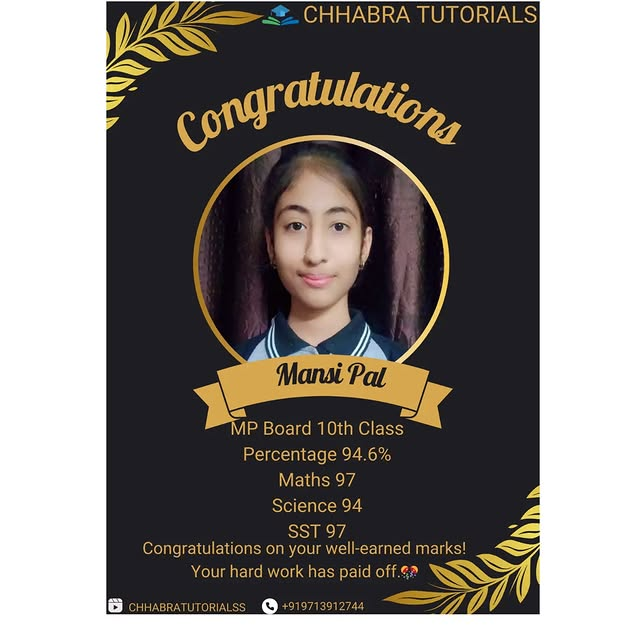 CHHABRA TUTORIALS
Congratulations
Mansi Pal
MP Board 10th Class
Percentage 94.6%
Maths 97
Science 94
SST 97
Congratulations on your well-earned marks!
Your hard work has paid off.🎊
CHHABRATUTORIALSS +919713912744